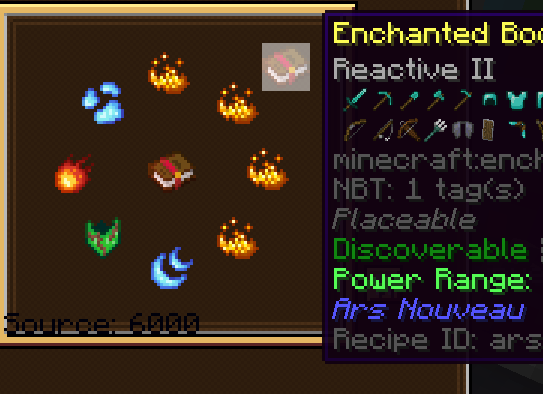 Enchanted Boo
Reactive II
minecraft:ench
NBT: 1 tag(s)
Placeable
Discoverable
Power Range:
Ars Nouveau
Recipe ID: ars
Source: 6000